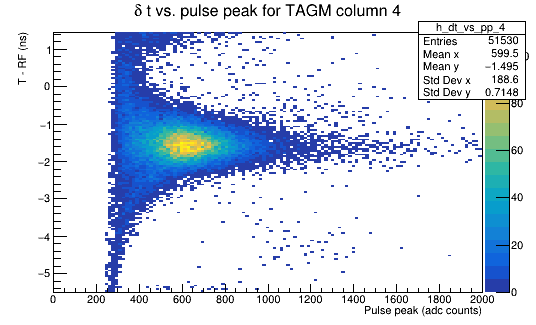 δ t vs. pulse peak for TAGM column 4
h_dt_vs_pp_4
Entries 51530
Mean x 599.5
Mean y −1.495
Std Dev x 188.6
Std Dev y 0.7148
T - RF (ns)
1
0
−1
−2
−3
−4
−5
0 200 400 600 800 1000 1200 1400 1600 1800 2000
Pulse peak (adc counts)
0
80
60
40
20
0